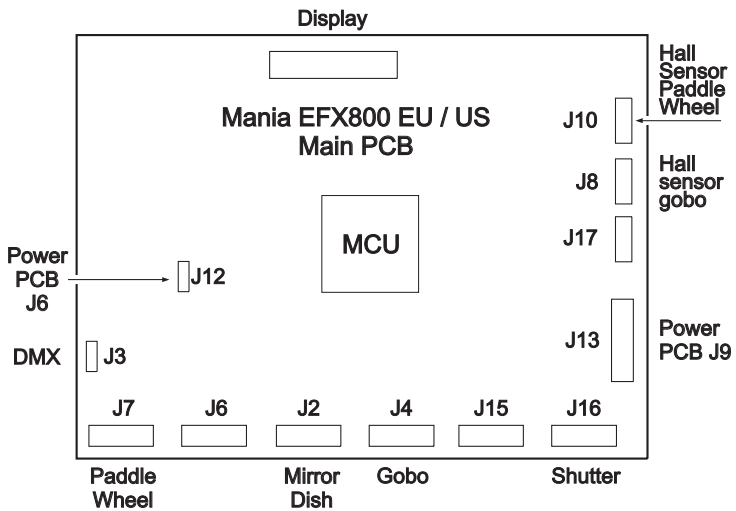 Display
Hall
Sensor
Paddle
Wheel
Mania EFX800 EU / US
Main PCB
J10
J8
Hall
sensor
gobo
J17
MCU
Power
PCB
J6
J12
J13
Power
PCB J9
DMX
J3
J7
J6
J2
J4
J15
J16
Paddle
Wheel
Mirror
Dish
Gobo
Shutter